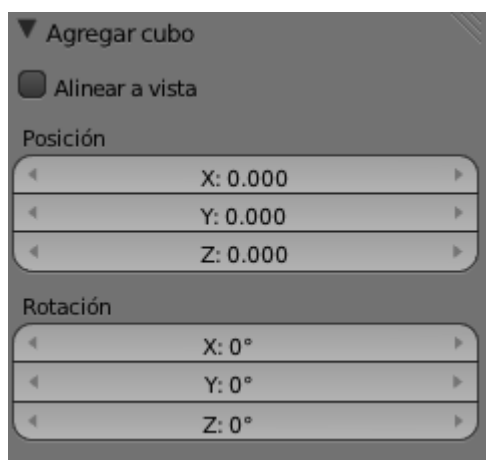 Agregar cubo
Alinear a vista
Posición
X: 0.000
Y: 0.000
Z: 0.000
Rotación
X: 0°
Y: 0°
Z: 0°